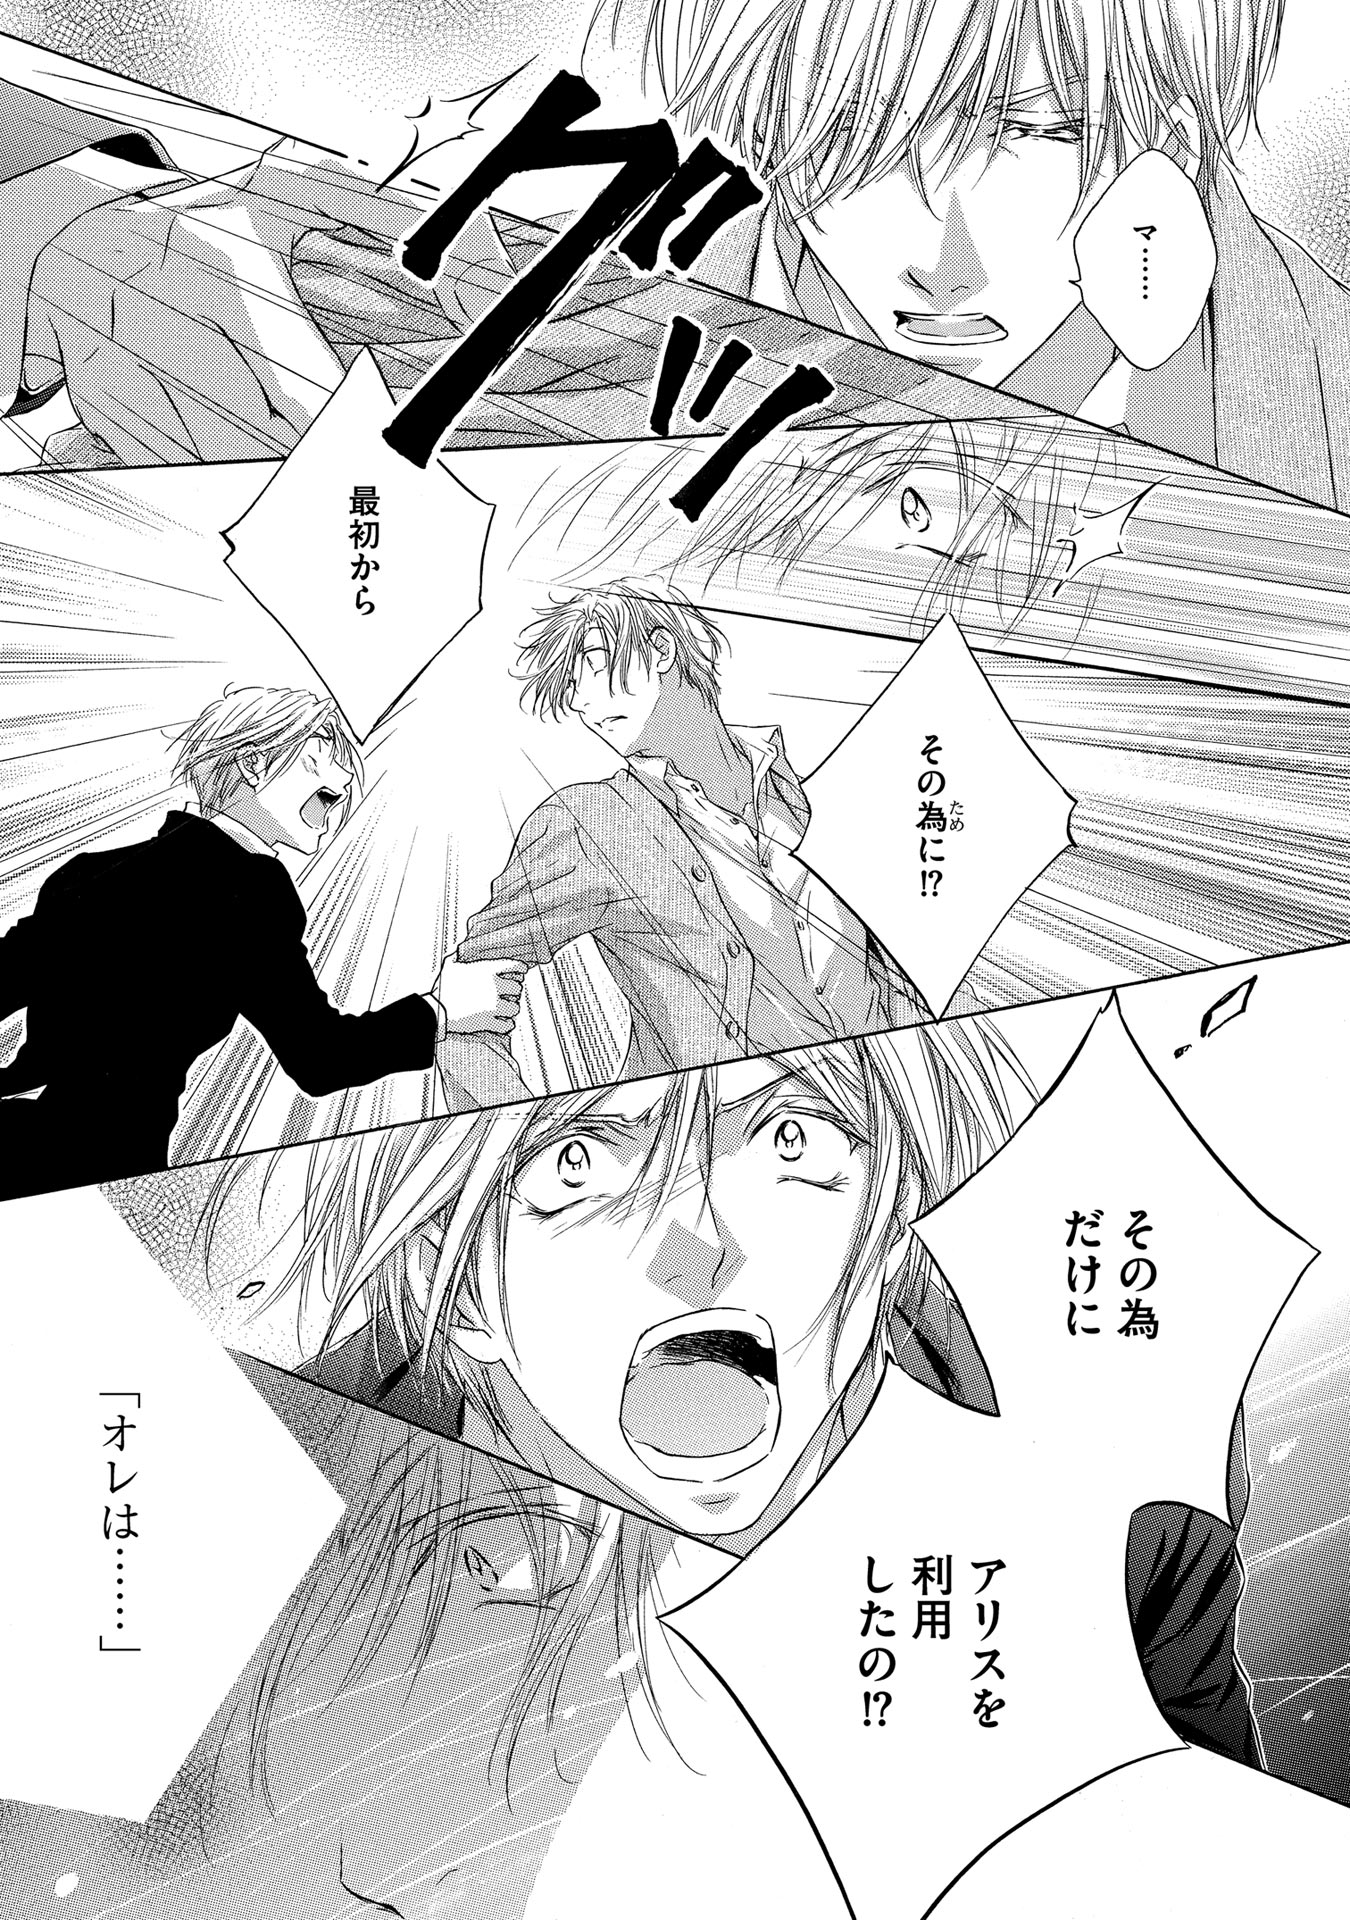 マ……
グッ
最初から
その為に!?
ため
その為
だけに
アリスを
利用
したの!?
「オレは……」